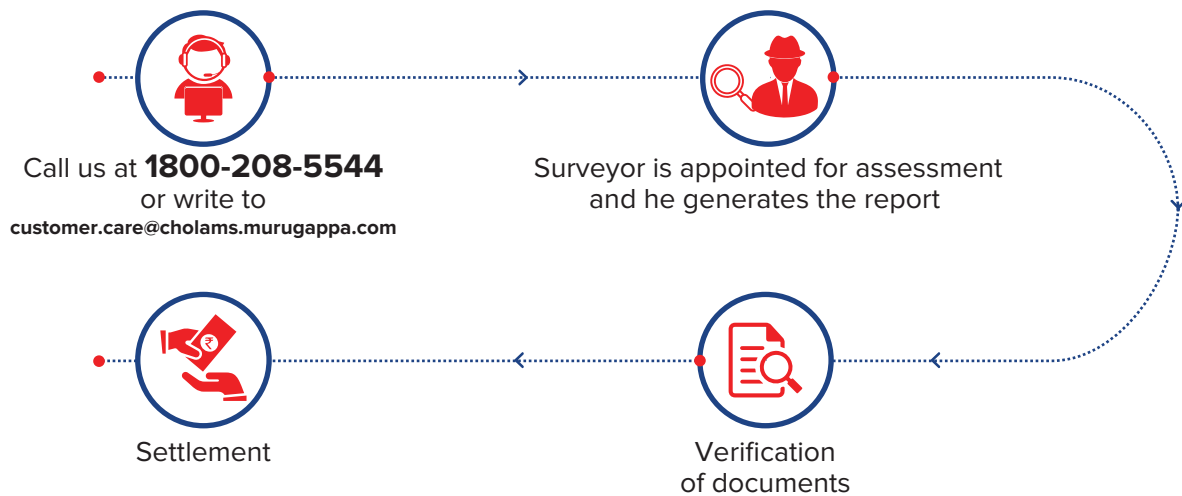 Call us at 1800-208-5544
or write to
customer.care@cholams.murugappa.com
Surveyor is appointed for assessment
and he generates the report
₹
Settlement
Verification
of documents